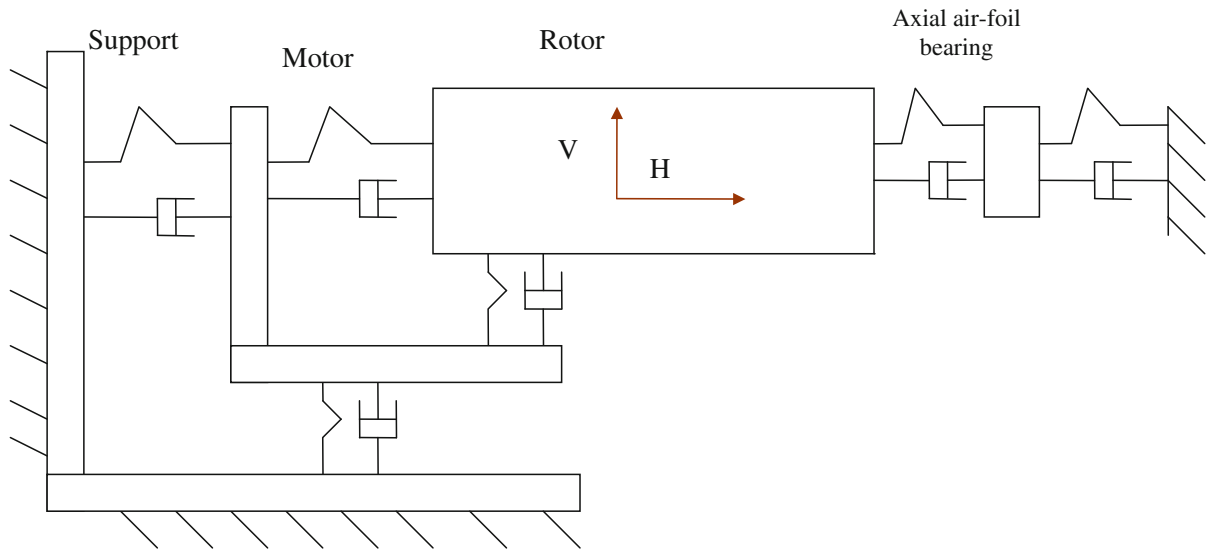 Support
Motor
Rotor
Axial air-foil
bearing
V
H